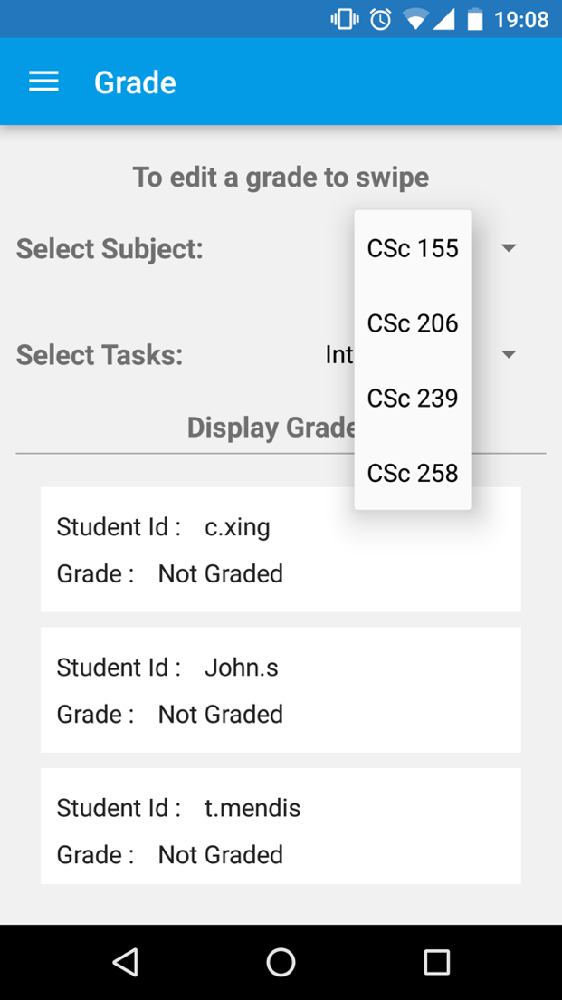 19:08
Grade
To edit a grade to swipe
Select Subject:
CSc 155
CSc 206
Select Tasks:
CSc 239
Display
CSc 258
Student Id : c.xing
Grade : Not Graded
Student Id : John.s
Grade : Not Graded
Student Id : t.mendis
Grade : Not Graded